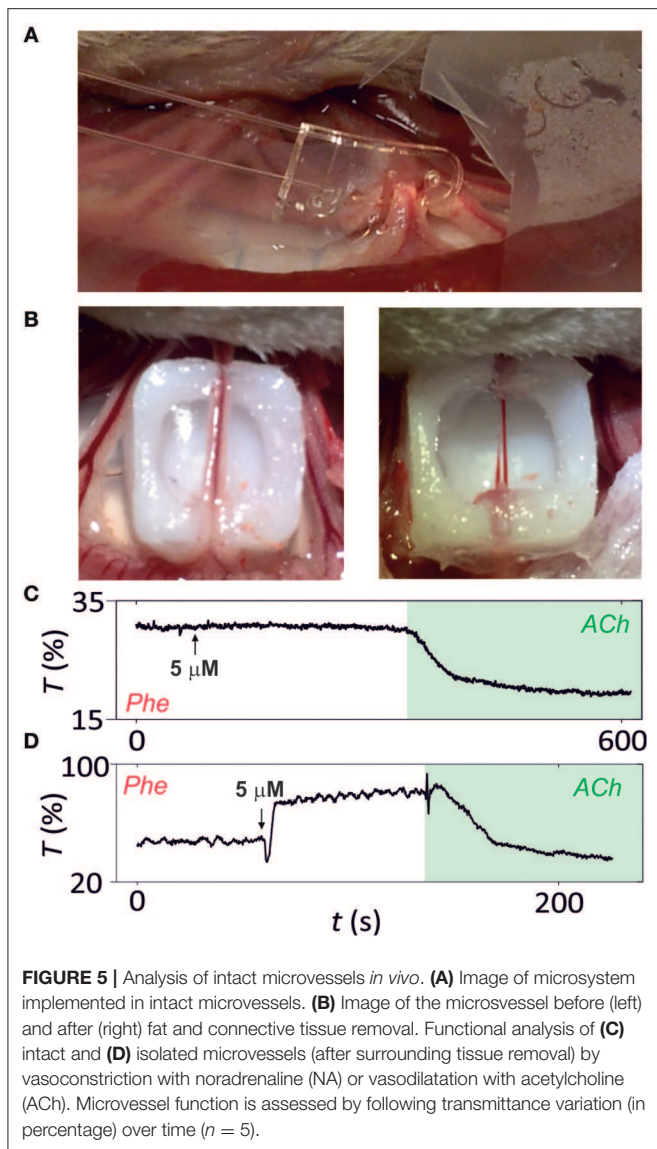 A
B
C
35
T (%)
15
5 μM
Phe
ACh
0
600
D
100
T (%)
20
Phe
5 μM
ACh
0
200
t (s)
FIGURE 5 | Analysis of intact microvessels in vivo. (A) Image of microsystem
implemented in intact microvessels. (B) Image of the microsvessel before (left)
and after (right) fat and connective tissue removal. Functional analysis of (C)
intact and (D) isolated microvessels (after surrounding tissue removal) by
vasoconstriction with noradrenaline (NA) or vasodilatation with acetylcholine
(ACh). Microvessel function is assessed by following transmittance variation (in
percentage) over time (n = 5).